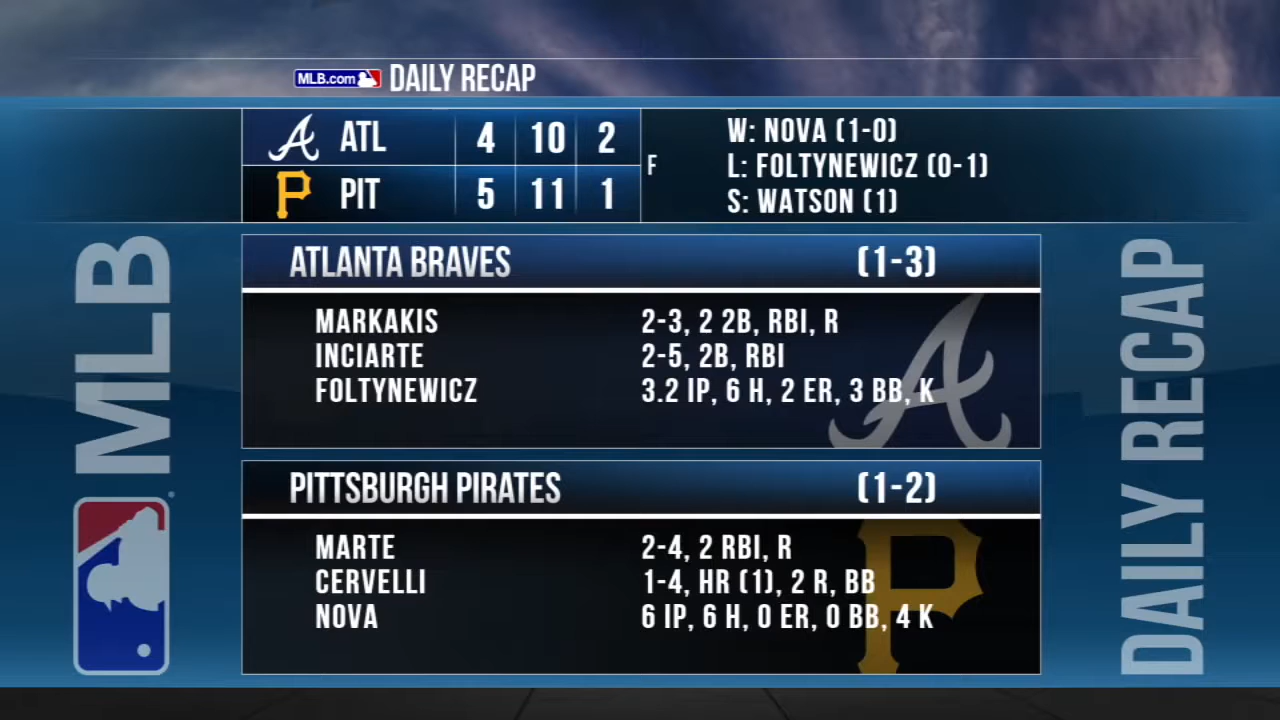 MLB.com DAILY RECAP
ATL 4 10 2
PIT 5 11 1
F
W: NOVA (1-0)
L: FOLTYNEWICZ (0-1)
S: WATSON (1)
MLB
ATLANTA BRAVES (1-3)
MARKAKIS 2-3, 2 2B, RBI, R
INCIARTE 2-5, 2B, RBI
FOLTYNEWICZ 3.2 IP, 6 H, 2 ER, 3 BB, K
PITTSBURGH PIRATES (1-2)
MARTE 2-4, 2 RBI, R
CERVELLI 1-4, HR (1), 2 R, BB
NOVA 6 IP, 6 H, 0 ER, 0 BB, 4 K
DAILY RECAP